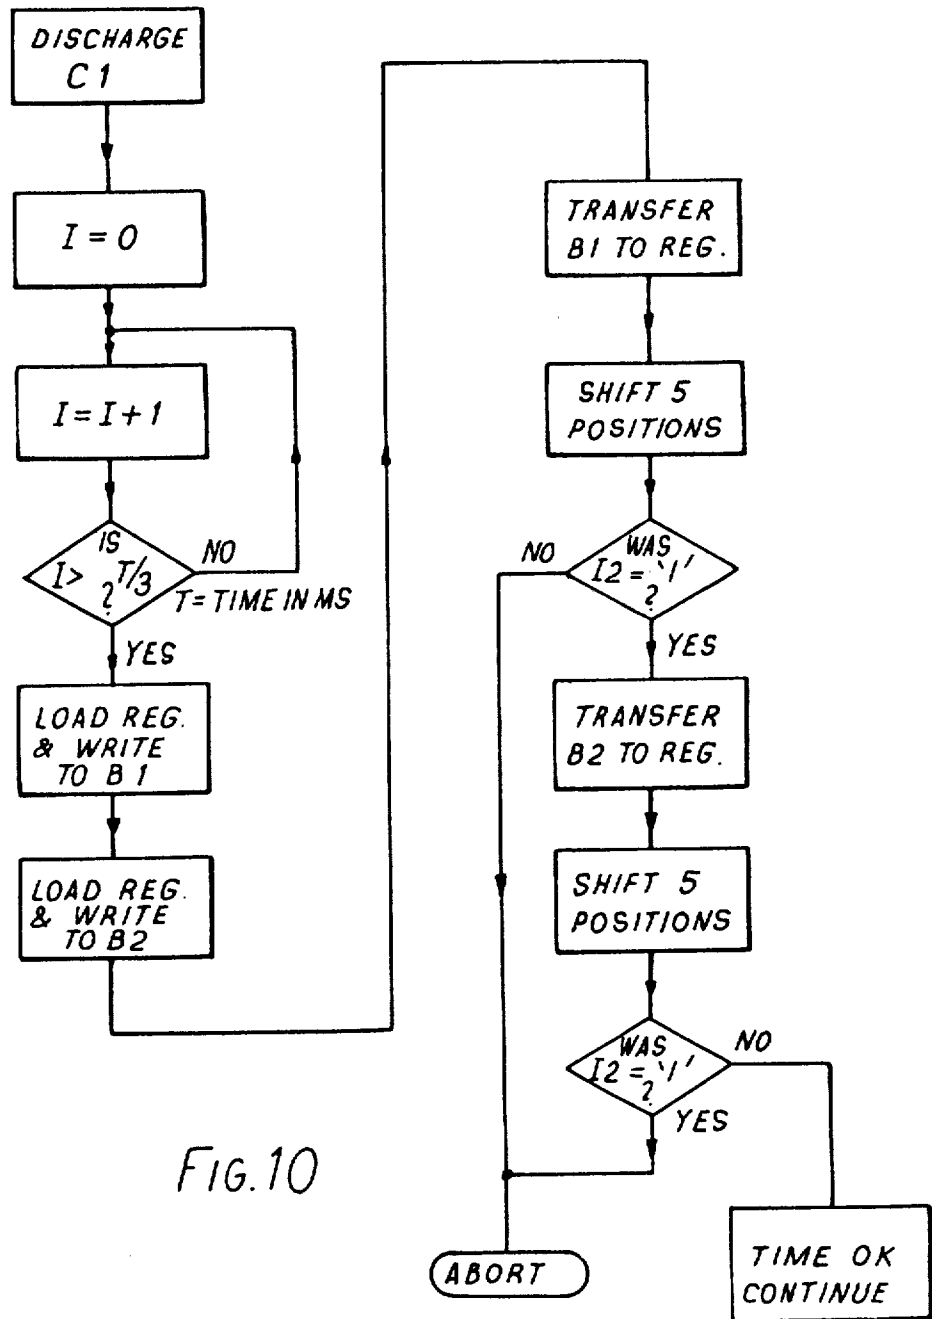 DISCHARGE
C1
I = 0
I = I + 1
IS
I > T/3
?
NO
T = TIME IN MS
YES
LOAD REG.
& WRITE
TO B1
LOAD REG.
& WRITE
TO B2
TRANSFER
B1 TO REG.
SHIFT 5
POSITIONS
WAS
I2 = '1'
?
NO
YES
TRANSFER
B2 TO REG.
SHIFT 5
POSITIONS
WAS
I2 = '1'
?
NO
YES
ABORT
TIME OK
CONTINUE
FIG. 10